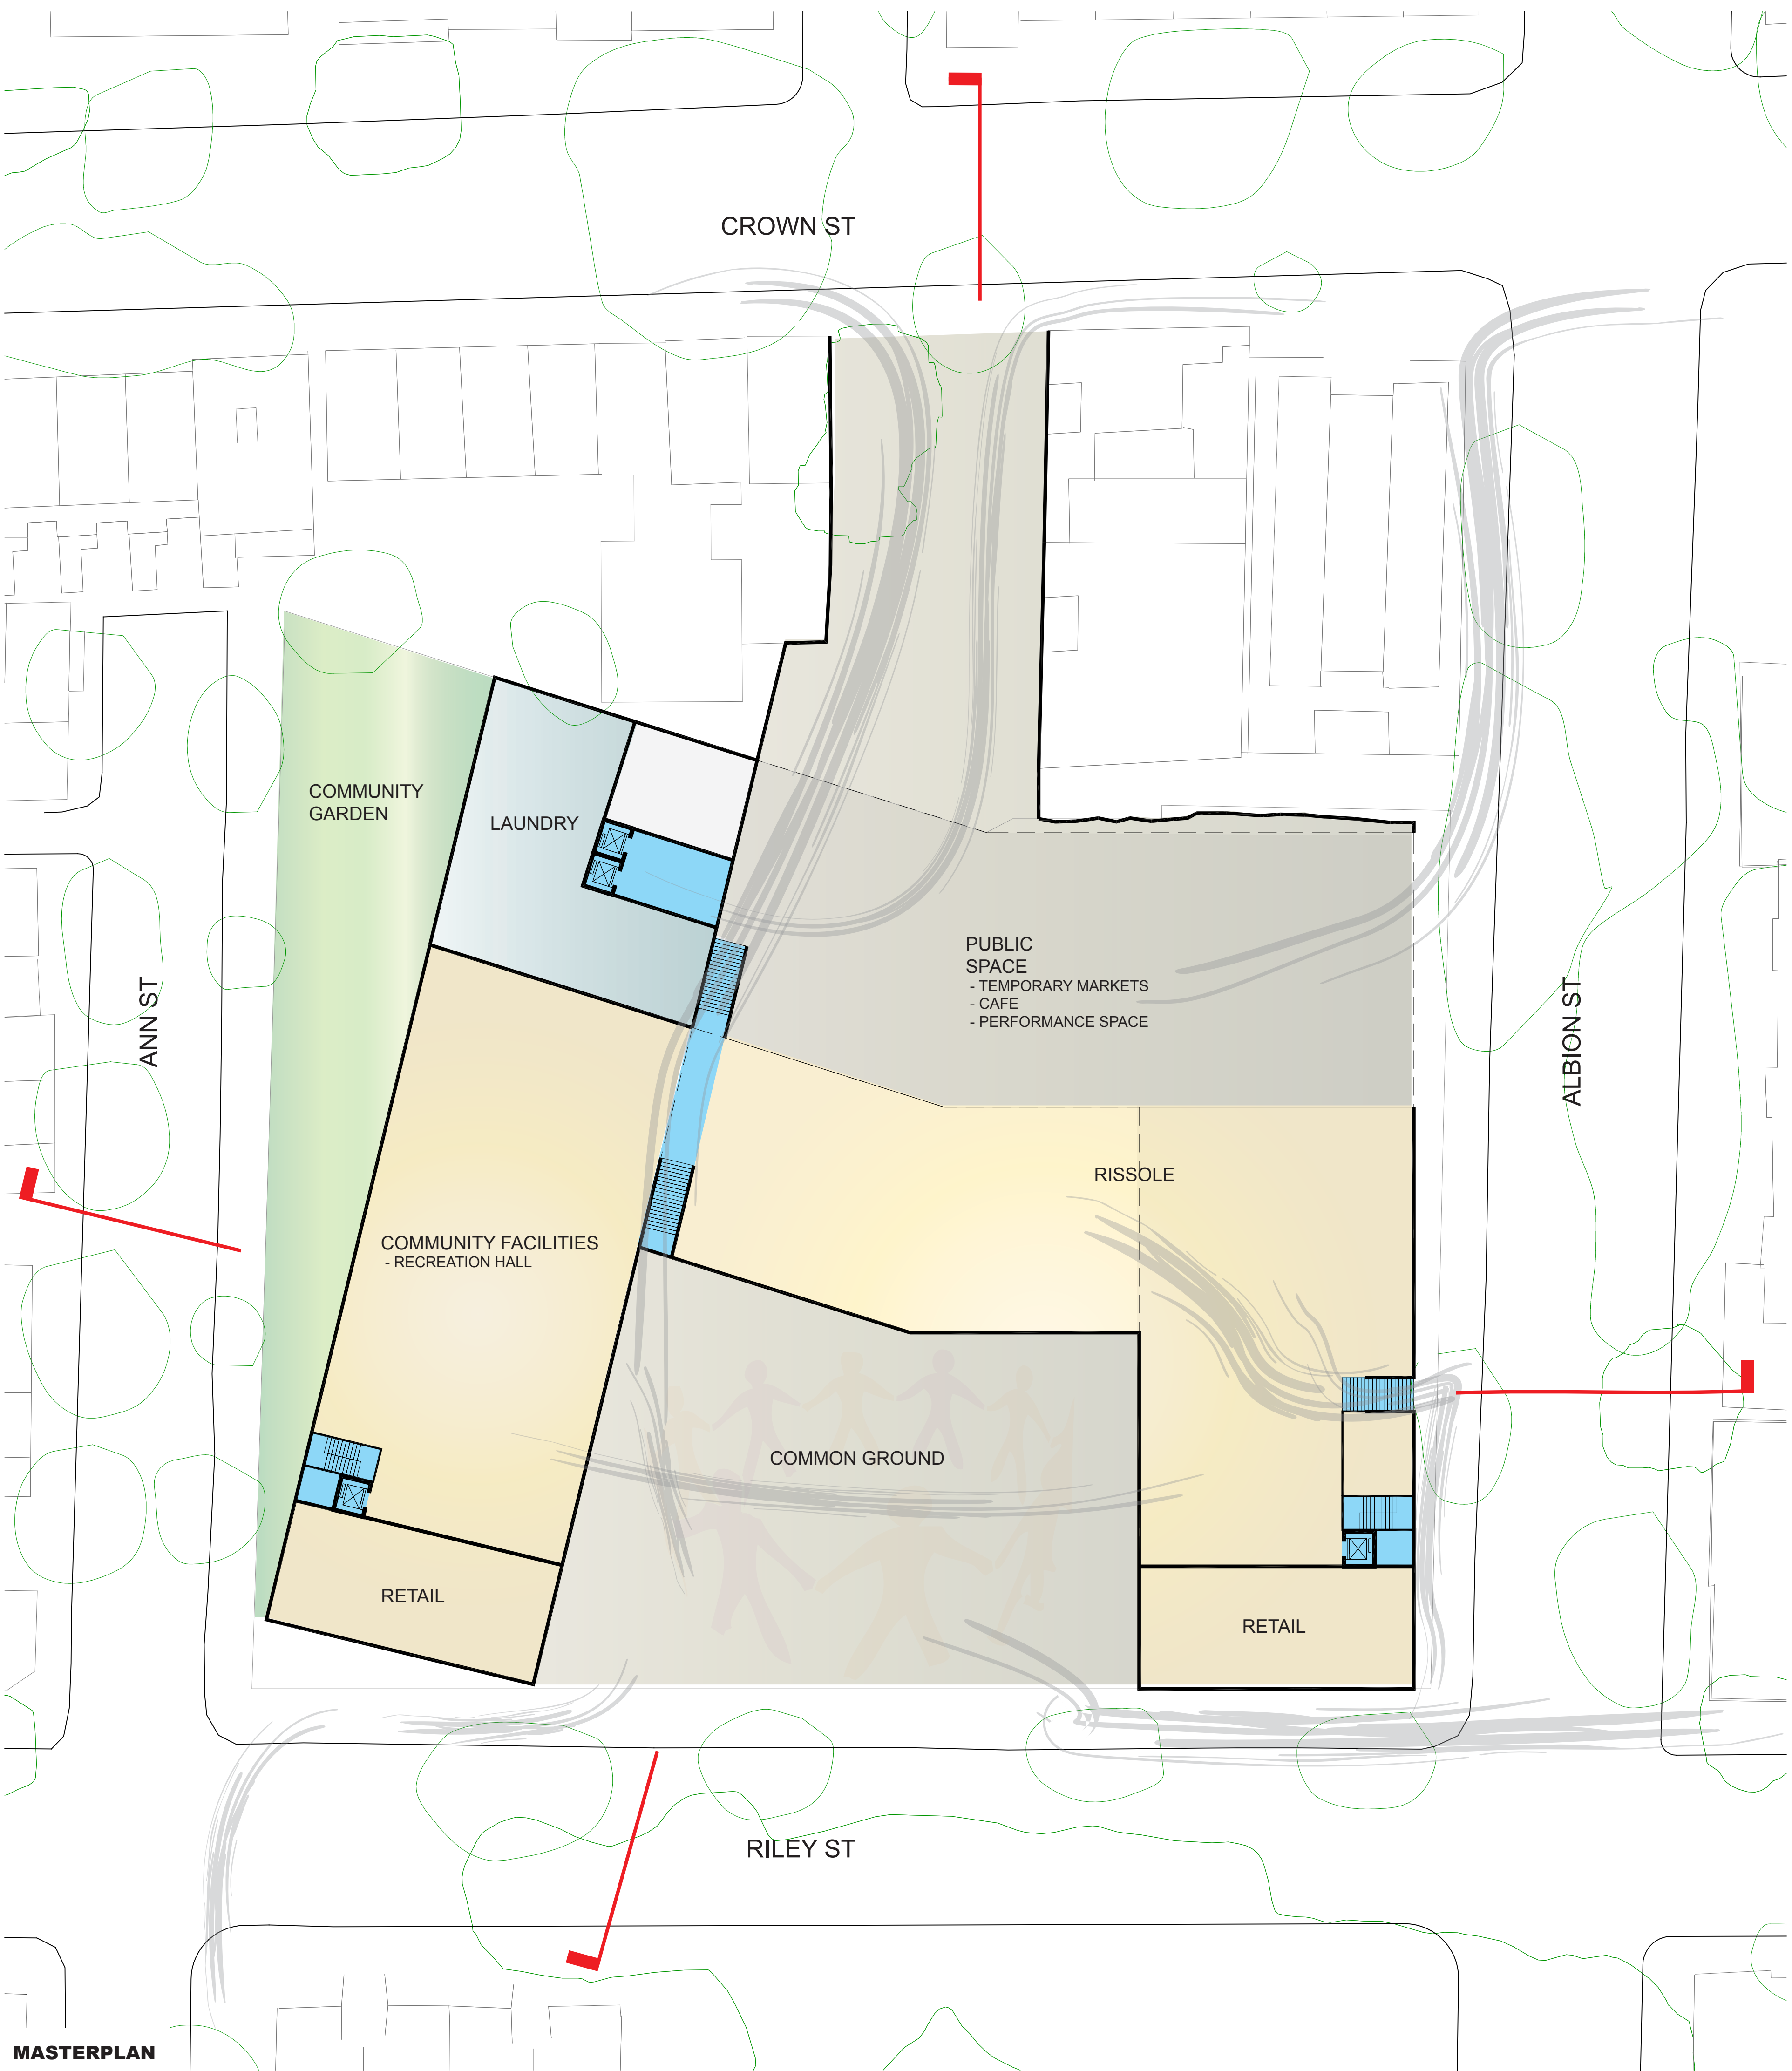 CROWN ST
COMMUNITY
GARDEN
LAUNDRY
PUBLIC
SPACE
- TEMPORARY MARKETS
- CAFE
- PERFORMANCE SPACE
ANN ST
ALBION ST
RISSOLE
COMMUNITY FACILITIES
- RECREATION HALL
COMMON GROUND
RETAIL
RETAIL
RILEY ST
MASTERPLAN